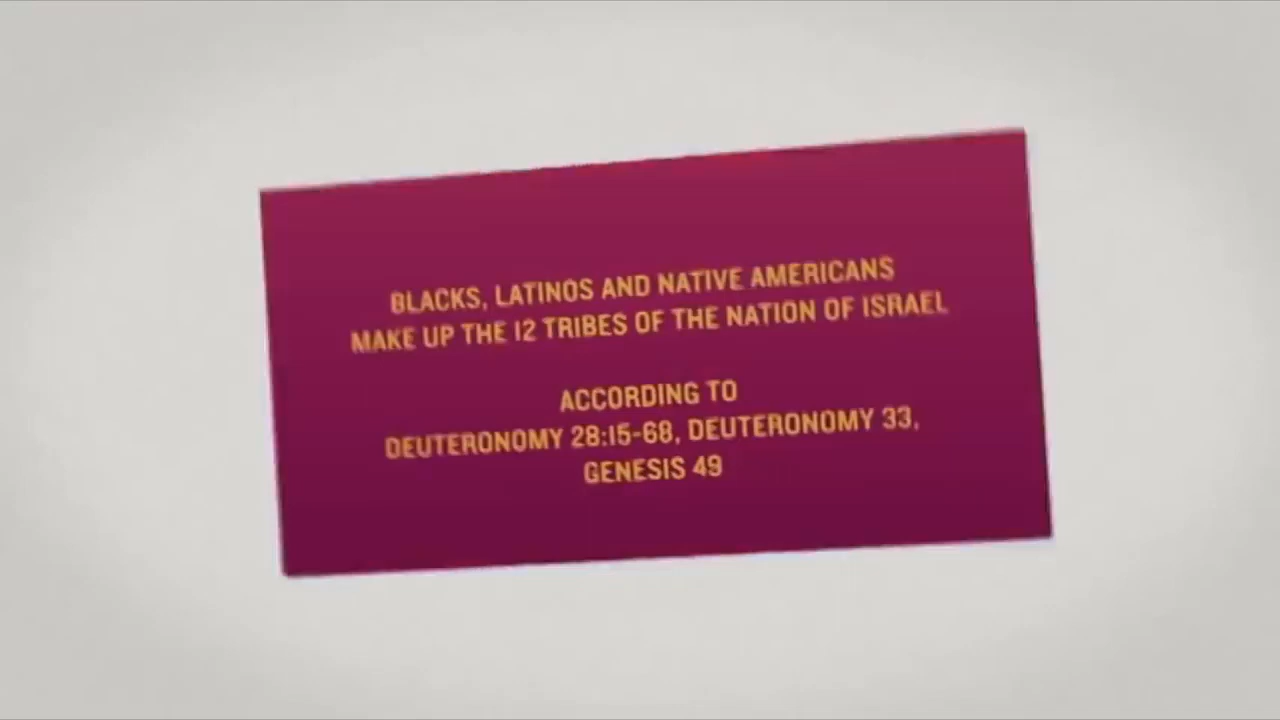 BLACKS, LATINOS AND NATIVE AMERICANS
MAKE UP THE 12 TRIBES OF THE NATION OF ISRAEL
ACCORDING TO
DEUTERONOMY 28:15-68, DEUTERONOMY 33,
GENESIS 49